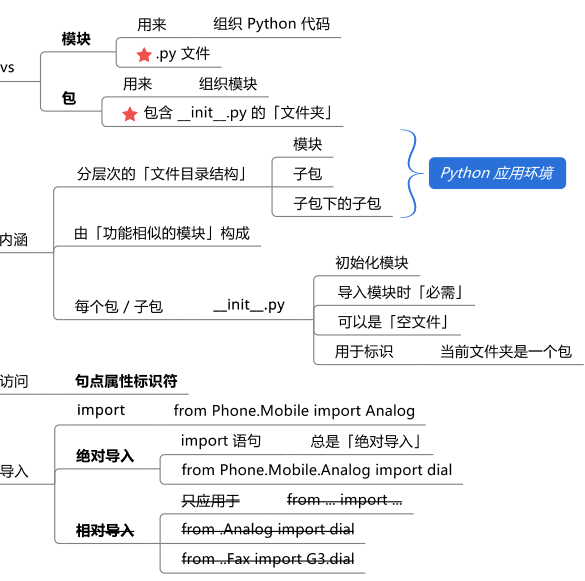 vs
模块
用来
组织 Python 代码
.py 文件
包
用来
组织模块
包含 __init__.py 的「文件夹」
内涵
分层次的「文件目录结构」
模块
子包
子包下的子包
Python 应用环境
由「功能相似的模块」构成
每个包 / 子包
__init__.py
初始化模块
导入模块时「必需」
可以是「空文件」
用于标识
当前文件夹是一个包
访问
句点属性标识符
导入
import
from Phone.Mobile import Analog
绝对导入
import 语句
总是「绝对导入」
from Phone.Mobile.Analog import dial
相对导入
只应用于
from ... import ...
from .Analog import dial
from ..Fax import G3.dial